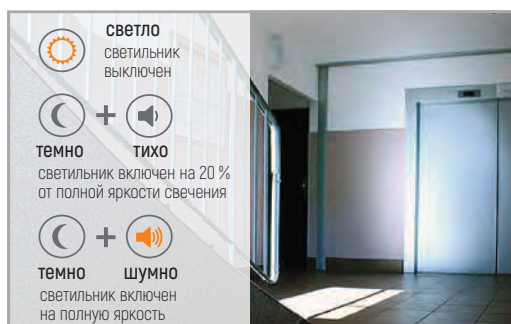 светло
светильник
выключен
темно
тихо
светильник включен на 20 %
от полной яркости свечения
темно
шумно
светильник включен
на полную яркость